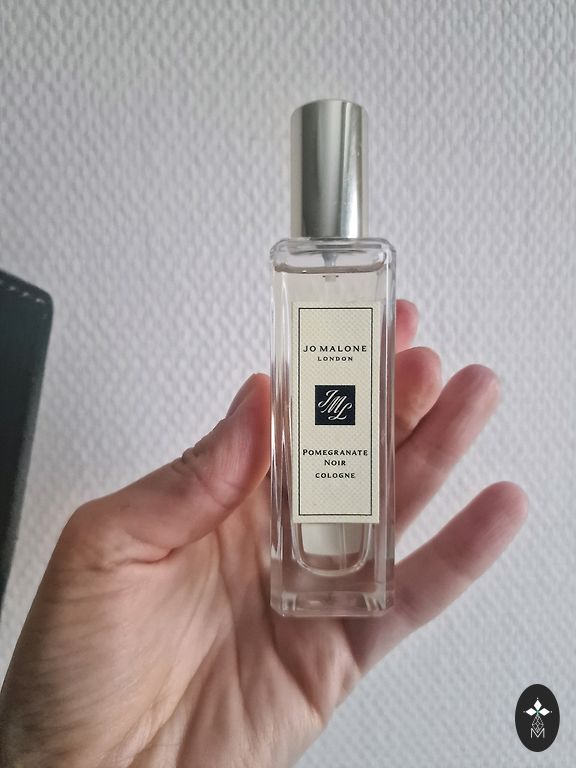 JO MALONE
LONDON
JML
POMEGRANATE
NOIR
COLOGNE
M